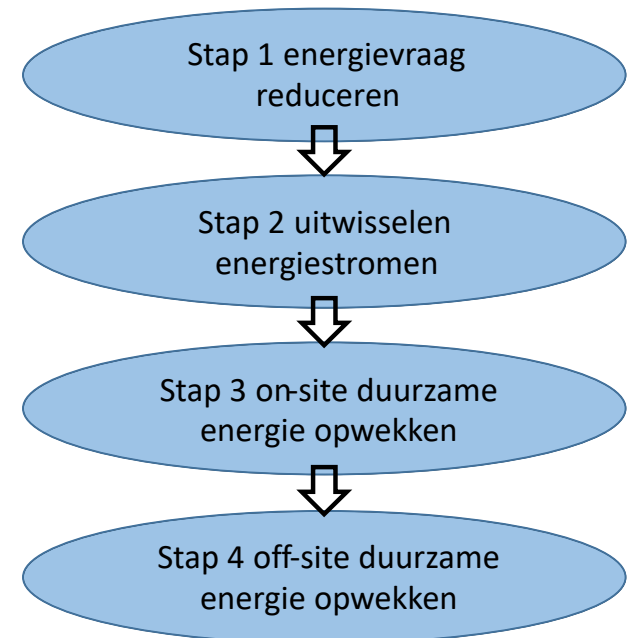 Stap 1 energievraag
reduceren
Stap 2 uitwisselen
energiestromen
Stap 3 on-site duurzame
energie opwekken
Stap 4 off-site duurzame
energie opwekken